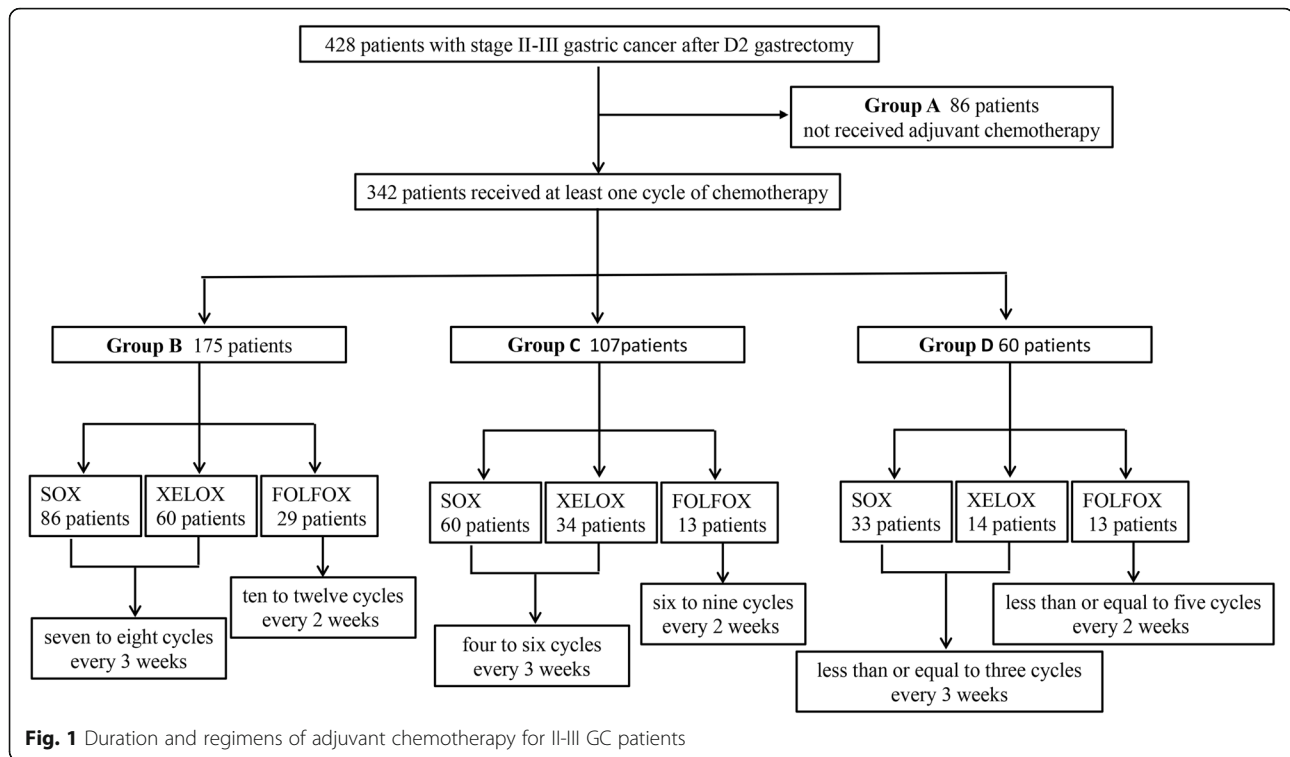 428 patients with stage II-III gastric cancer after D2 gastrectomy
Group A 86 patients
not received adjuvant chemotherapy
342 patients received at least one cycle of chemotherapy
Group B 175 patients
Group C 107patients
Group D 60 patients
SOX
86 patients
XELOX
60 patients
FOLFOX
29 patients
SOX
60 patients
XELOX
34 patients
FOLFOX
13 patients
SOX
33 patients
XELOX
14 patients
FOLFOX
13 patients
seven to eight cycles
every 3 weeks
ten to twelve cycles
every 2 weeks
four to six cycles
every 3 weeks
six to nine cycles
every 2 weeks
less than or equal to three cycles
every 3 weeks
less than or equal to five cycles
every 2 weeks
Fig. 1 Duration and regimens of adjuvant chemotherapy for II-III GC patients